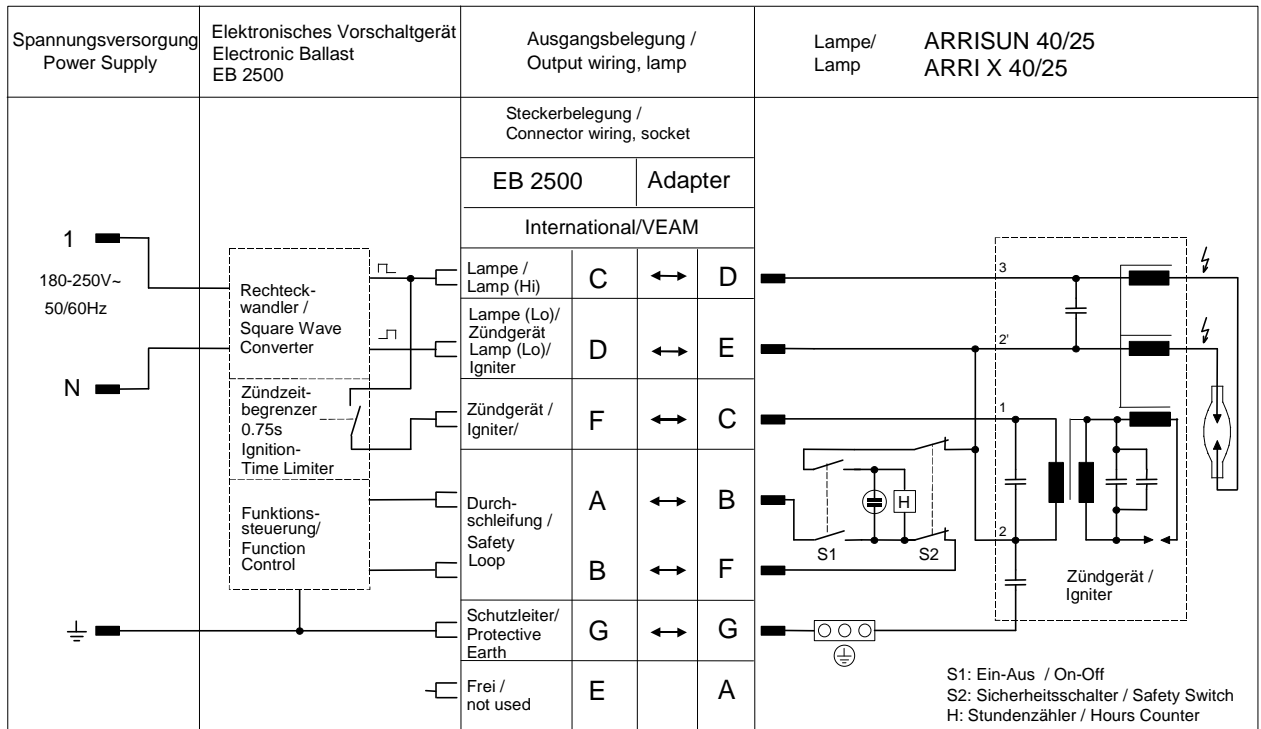 Spannungsversorgung
Power Supply
Elektronisches Vorschaltgerät
Electronic Ballast
EB 2500
Ausgangsbelegung /
Output wiring, lamp
Lampe/
Lamp
ARRISUN 40/25
ARRI X 40/25
Steckerbelegung /
Connector wiring, socket
EB 2500
Adapter
International/VEAM
1
180-250V~
50/60Hz
N
Rechteck-
wandler /
Square Wave
Converter
Zündzeit-
begrenzer
0.75s
Ignition-
Time Limiter
Funktions-
steuerung/
Function
Control
Lampe /
Lamp (Hi)
C
D
Lampe (Lo)/
Zündgerät
Lamp (Lo)/
Igniter
D
E
Zündgerät /
Igniter/
F
C
Durch-
schleifung /
Safety
Loop
A
B
B
F
Schutzleiter/
Protective
Earth
G
G
Frei /
not used
E
A
3
2'
1
2
H
S1
S2
Zündgerät /
Igniter
S1: Ein-Aus / On-Off
S2: Sicherheitsschalter / Safety Switch
H: Stundenzähler / Hours Counter